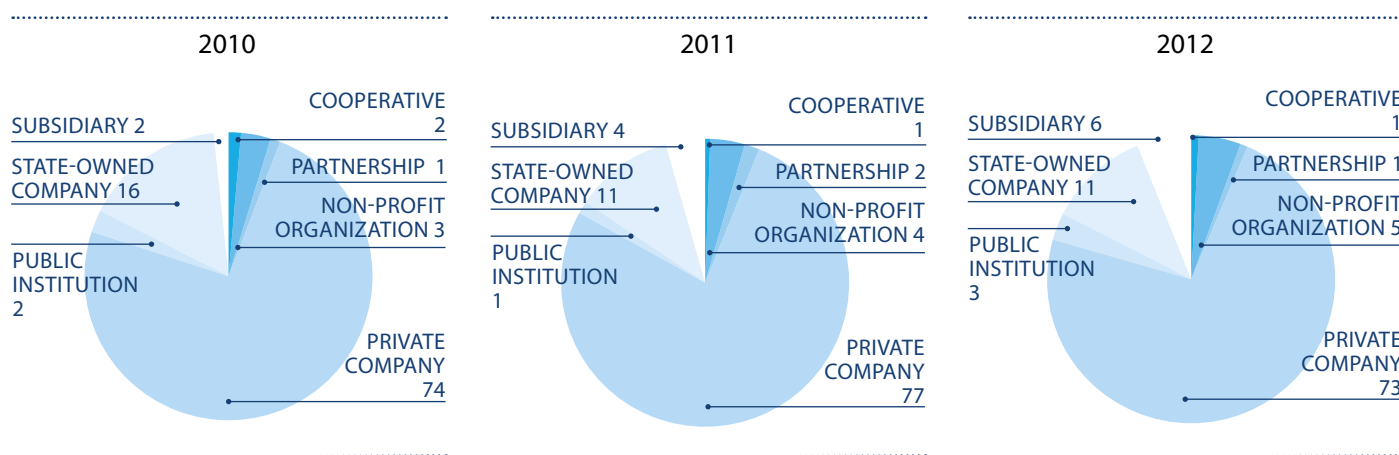 2010
COOPERATIVE
2
SUBSIDIARY 2
STATE-OWNED
COMPANY 16
PARTNERSHIP 1
NON-PROFIT
ORGANIZATION 3
PUBLIC
INSTITUTION
2
PRIVATE
COMPANY
74
2011
COOPERATIVE
1
SUBSIDIARY 4
STATE-OWNED
COMPANY 11
PARTNERSHIP 2
NON-PROFIT
ORGANIZATION 4
PUBLIC
INSTITUTION
1
PRIVATE
COMPANY
77
2012
COOPERATIVE
1
SUBSIDIARY 6
STATE-OWNED
COMPANY 11
PARTNERSHIP 1
NON-PROFIT
ORGANIZATION 5
PUBLIC
INSTITUTION
3
PRIVATE
COMPANY
73